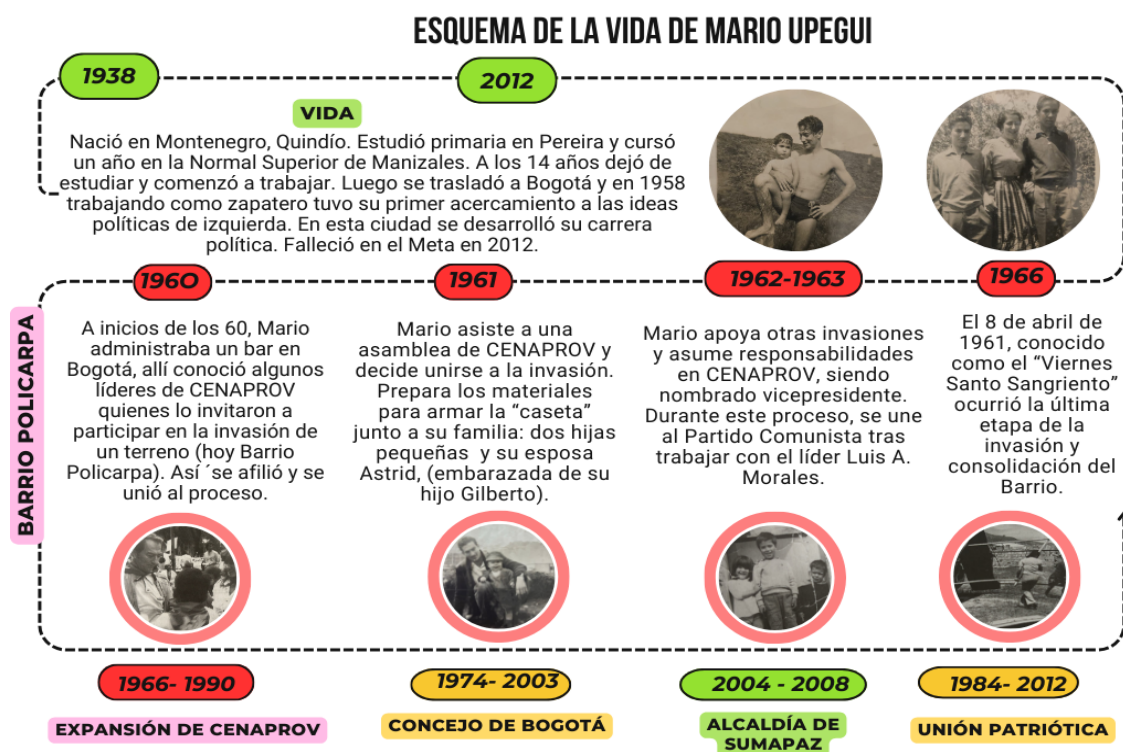 ESQUEMA DE LA VIDA DE MARIO UPEGUI
1938
2012
VIDA
Nació en Montenegro, Quindío. Estudió primaria en Pereira y cursó
un año en la Normal Superior de Manizales. A los 14 años dejó de
estudiar y comenzó a trabajar. Luego se trasladó a Bogotá y en 1958
trabajando como zapatero tuvo su primer acercamiento a las ideas
políticas de izquierda. En esta ciudad se desarrolló su carrera
política. Falleció en el Meta en 2012.
BARRIO POLICARPA
1960
A inicios de los 60, Mario
administraba un bar en
Bogotá, allí conoció algunos
líderes de CENAPROV
quienes lo invitaron a
participar en la invasión de
un terreno (hoy Barrio
Policarpa). Así ´se afilió y se
unió al proceso.
1961
Mario asiste a una
asamblea de CENAPROV y
decide unirse a la invasión.
Prepara los materiales
para armar la “caseta”
junto a su familia: dos hijas
pequeñas y su esposa
Astrid, (embarazada de su
hijo Gilberto).
1962-1963
Mario apoya otras invasiones
y asume responsabilidades
en CENAPROV, siendo
nombrado vicepresidente.
Durante este proceso, se une
al Partido Comunista tras
trabajar con el líder Luis A.
Morales.
1966
El 8 de abril de
1961, conocido
como el “Viernes
Santo Sangriento”
ocurrió la última
etapa de la
invasión y
consolidación del
Barrio.
1966- 1990
EXPANSIÓN DE CENAPROV
1974- 2003
CONCEJO DE BOGOTÁ
2004 - 2008
ALCALDÍA DE
SUMAPAZ
1984- 2012
UNIÓN PATRIÓTICA